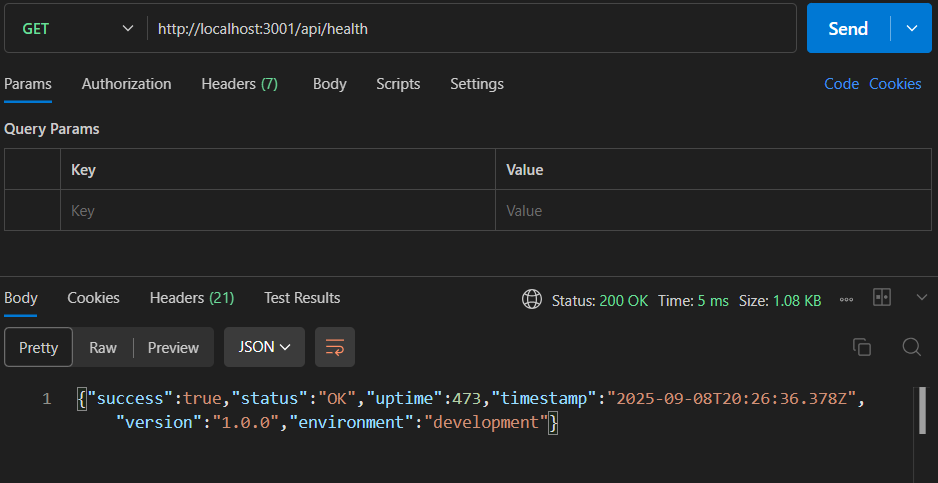 GET http://localhost:3001/api/health Send
Params Authorization Headers (7) Body Scripts Settings Code Cookies
Query Params
Key Value
Key Value
Body Cookies Headers (21) Test Results Status: 200 OK Time: 5 ms Size: 1.08 KB
Pretty Raw Preview JSON
1 {"success":true,"status":"OK","uptime":473,"timestamp":"2025-09-08T20:26:36.378Z",
"version":"1.0.0","environment":"development"}